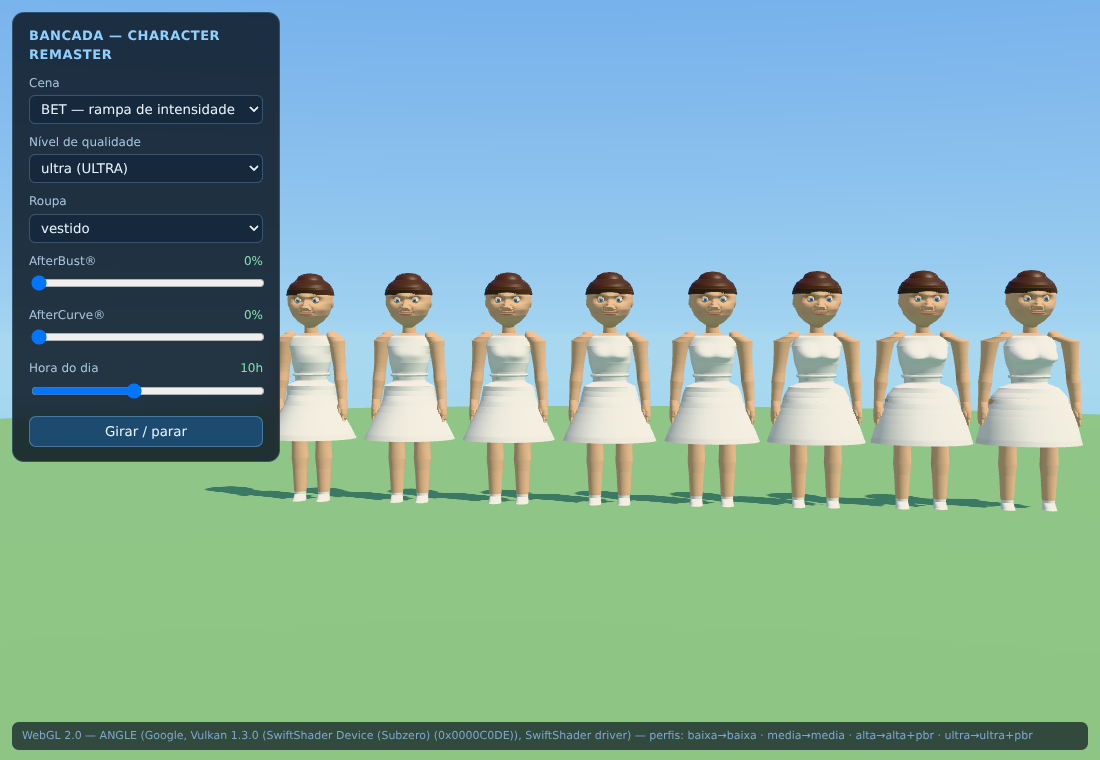 BANCADA — CHARACTER
REMASTER
Cena
BET — rampa de intensidade
Nível de qualidade
ultra (ULTRA)
Roupa
vestido
AfterBust® 0%
AfterCurve® 0%
Hora do dia 10h
Girar / parar
WebGL 2.0 — ANGLE (Google, Vulkan 1.3.0 (SwiftShader Device (Subzero) (0x0000C0DE)), SwiftShader driver) — perfis: baixa→baixa · media→media · alta→alta+pbr · ultra→ultra+pbr